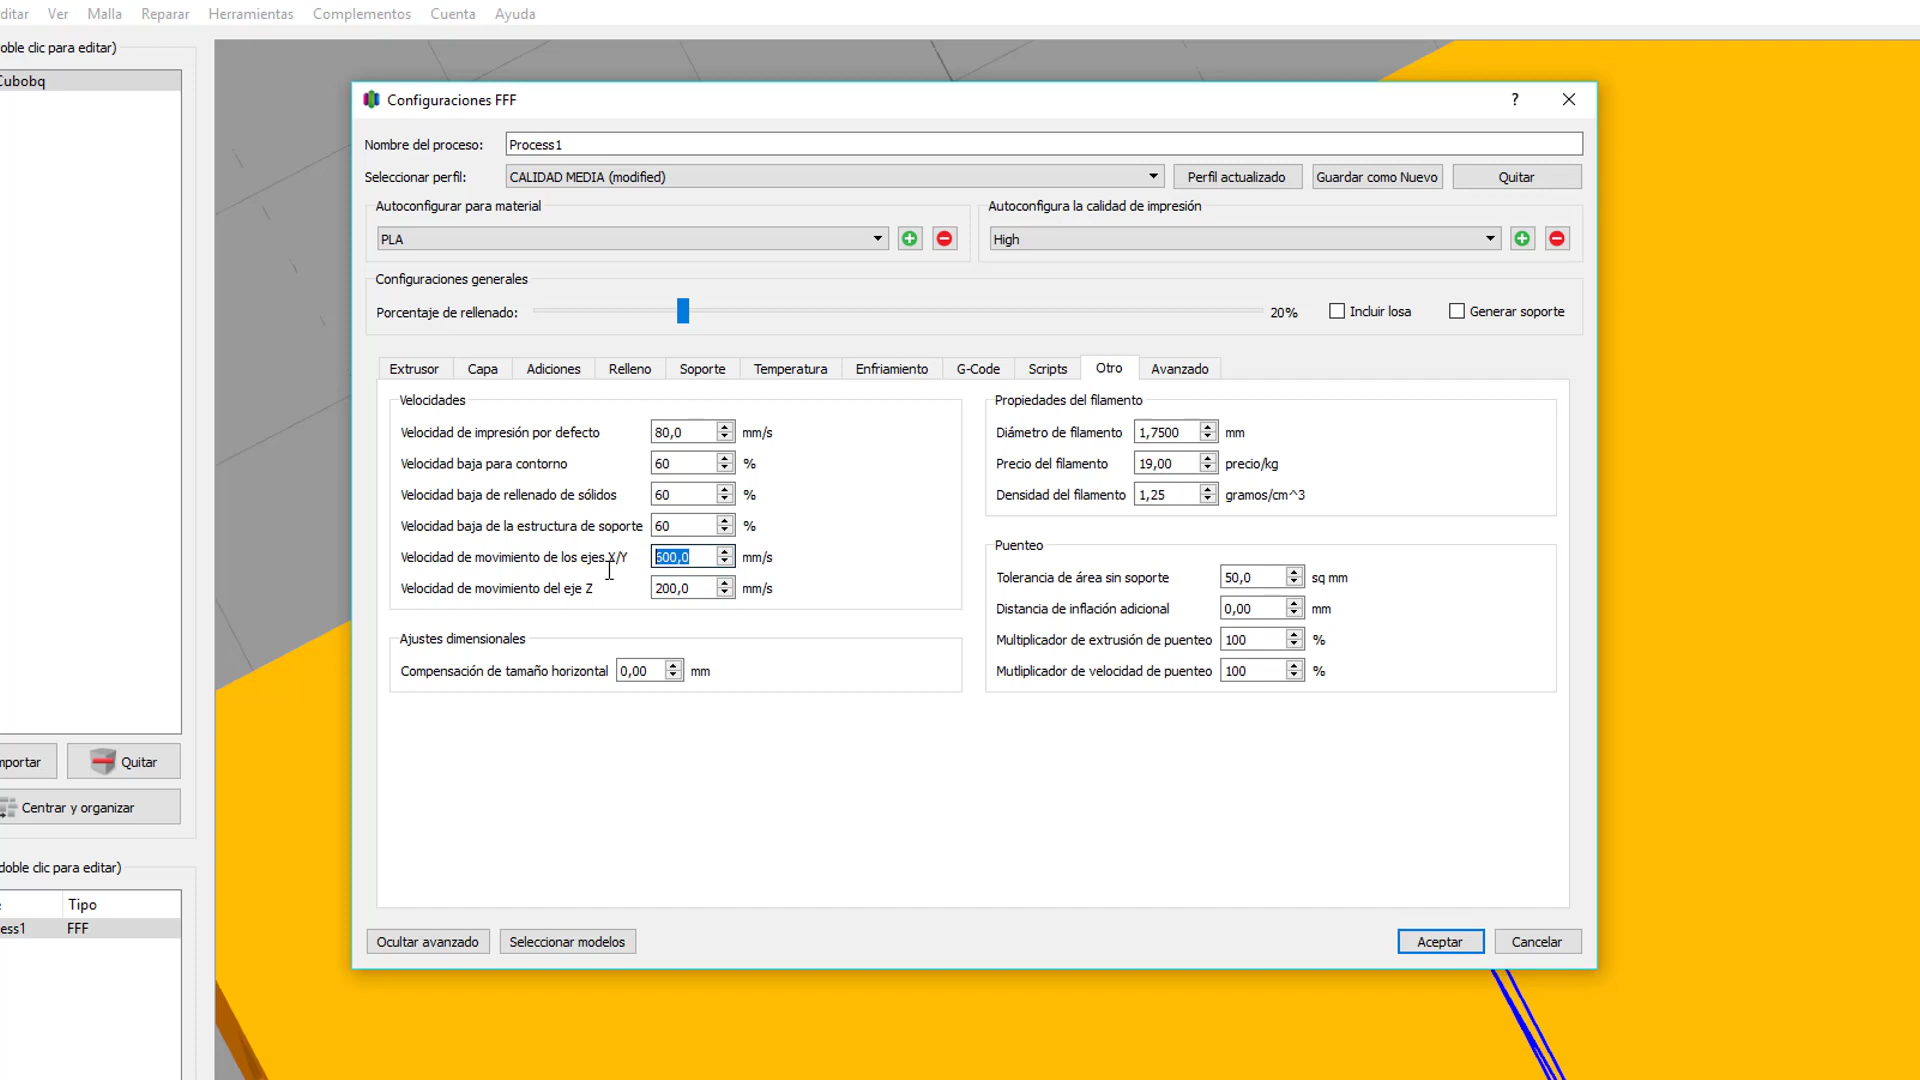 ditar Ver Malla Reparar Herramientas Complementos Cuenta Ayuda
oble clic para editar)
Cubobq
mportar
Quitar
Centrar y organizar
doble clic para editar)
Tipo
ess1 FFF
Configuraciones FFF ?
Nombre del proceso: Process1
Seleccionar perfil: CALIDAD MEDIA (modified) Perfil actualizado Guardar como Nuevo Quitar
Autoconfigurar para material
PLA
Autoconfigura la calidad de impresión
High
Configuraciones generales
Porcentaje de rellenado: 20% Incluir losa Generar soporte
Extrusor Capa Adiciones Relleno Soporte Temperatura Enfriamiento G-Code Scripts Otro Avanzado
Velocidades
Velocidad de impresión por defecto 80,0 mm/s
Velocidad baja para contorno 60 %
Velocidad baja de rellenado de sólidos 60 %
Velocidad baja de la estructura de soporte 60 %
Velocidad de movimiento de los ejes X/Y 500,0 mm/s
Velocidad de movimiento del eje Z 200,0 mm/s
Ajustes dimensionales
Compensación de tamaño horizontal 0,00 mm
Propiedades del filamento
Diámetro de filamento 1,7500 mm
Precio del filamento 19,00 precio/kg
Densidad del filamento 1,25 gramos/cm^3
Puenteo
Tolerancia de área sin soporte 50,0 sq mm
Distancia de inflación adicional 0,00 mm
Multiplicador de extrusión de puenteo 100 %
Mutliplicador de velocidad de puenteo 100 %
Ocultar avanzado Seleccionar modelos Aceptar Cancelar